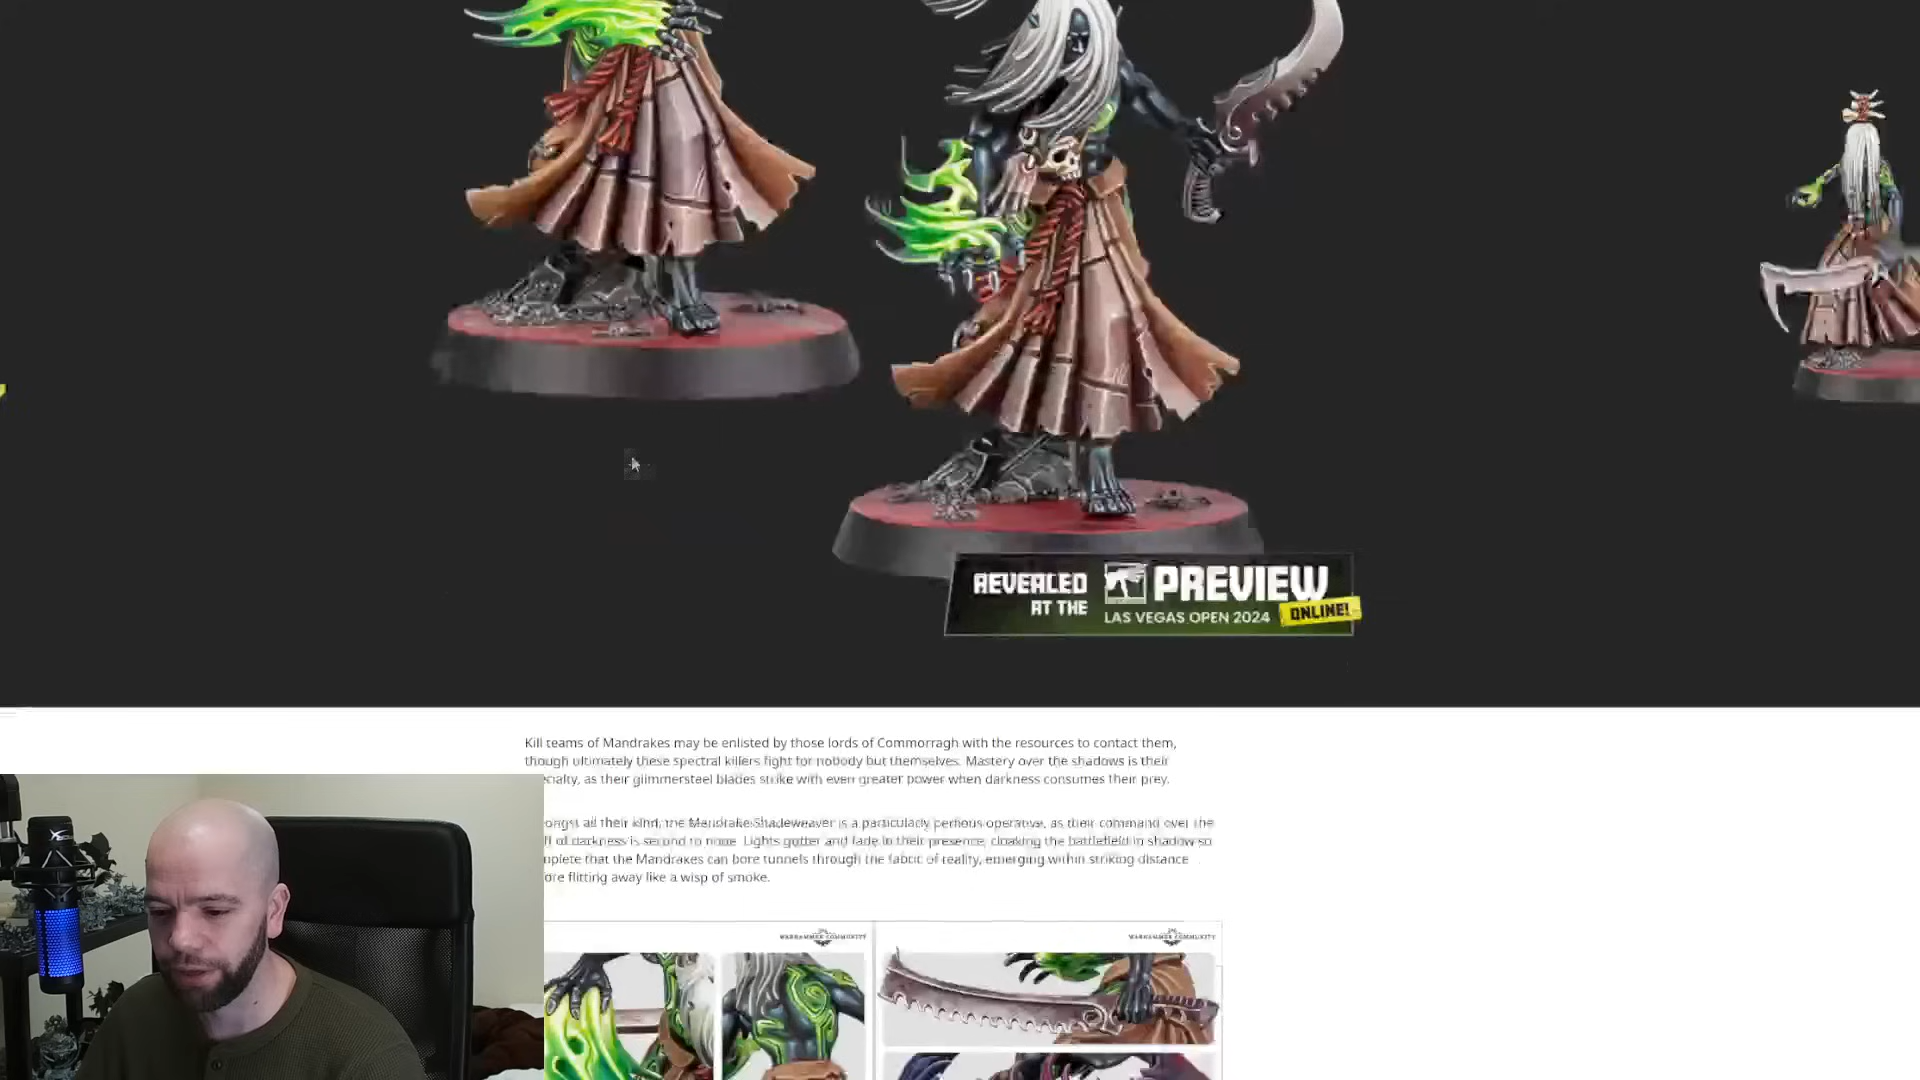 REVEALED
AT THE
PREVIEW
LAS VEGAS OPEN 2024
ONLINE!
Kill teams of Mandrakes may be enlisted by those lords of Commorragh with the resources to contact them,
though ultimately these spectral killers fight for nobody but themselves. Mastery over the shadows is their
cialty, as their glimmersteel blades strike with even greater power when darkness consumes their prey.
ongst all their kind, the Mandrake Shadeweaver is a particularly perilous operative, as their command over the
ff of darkness is second to none. Lights gutter and fade in their presence, cloaking the battlefield in shadow so
plete that the Mandrakes can bore tunnels through the fabric of reality, emerging within striking distance
ore flitting away like a wisp of smoke.
WARHAMMER COMMUNITY
WARHAMMER COMMUNITY